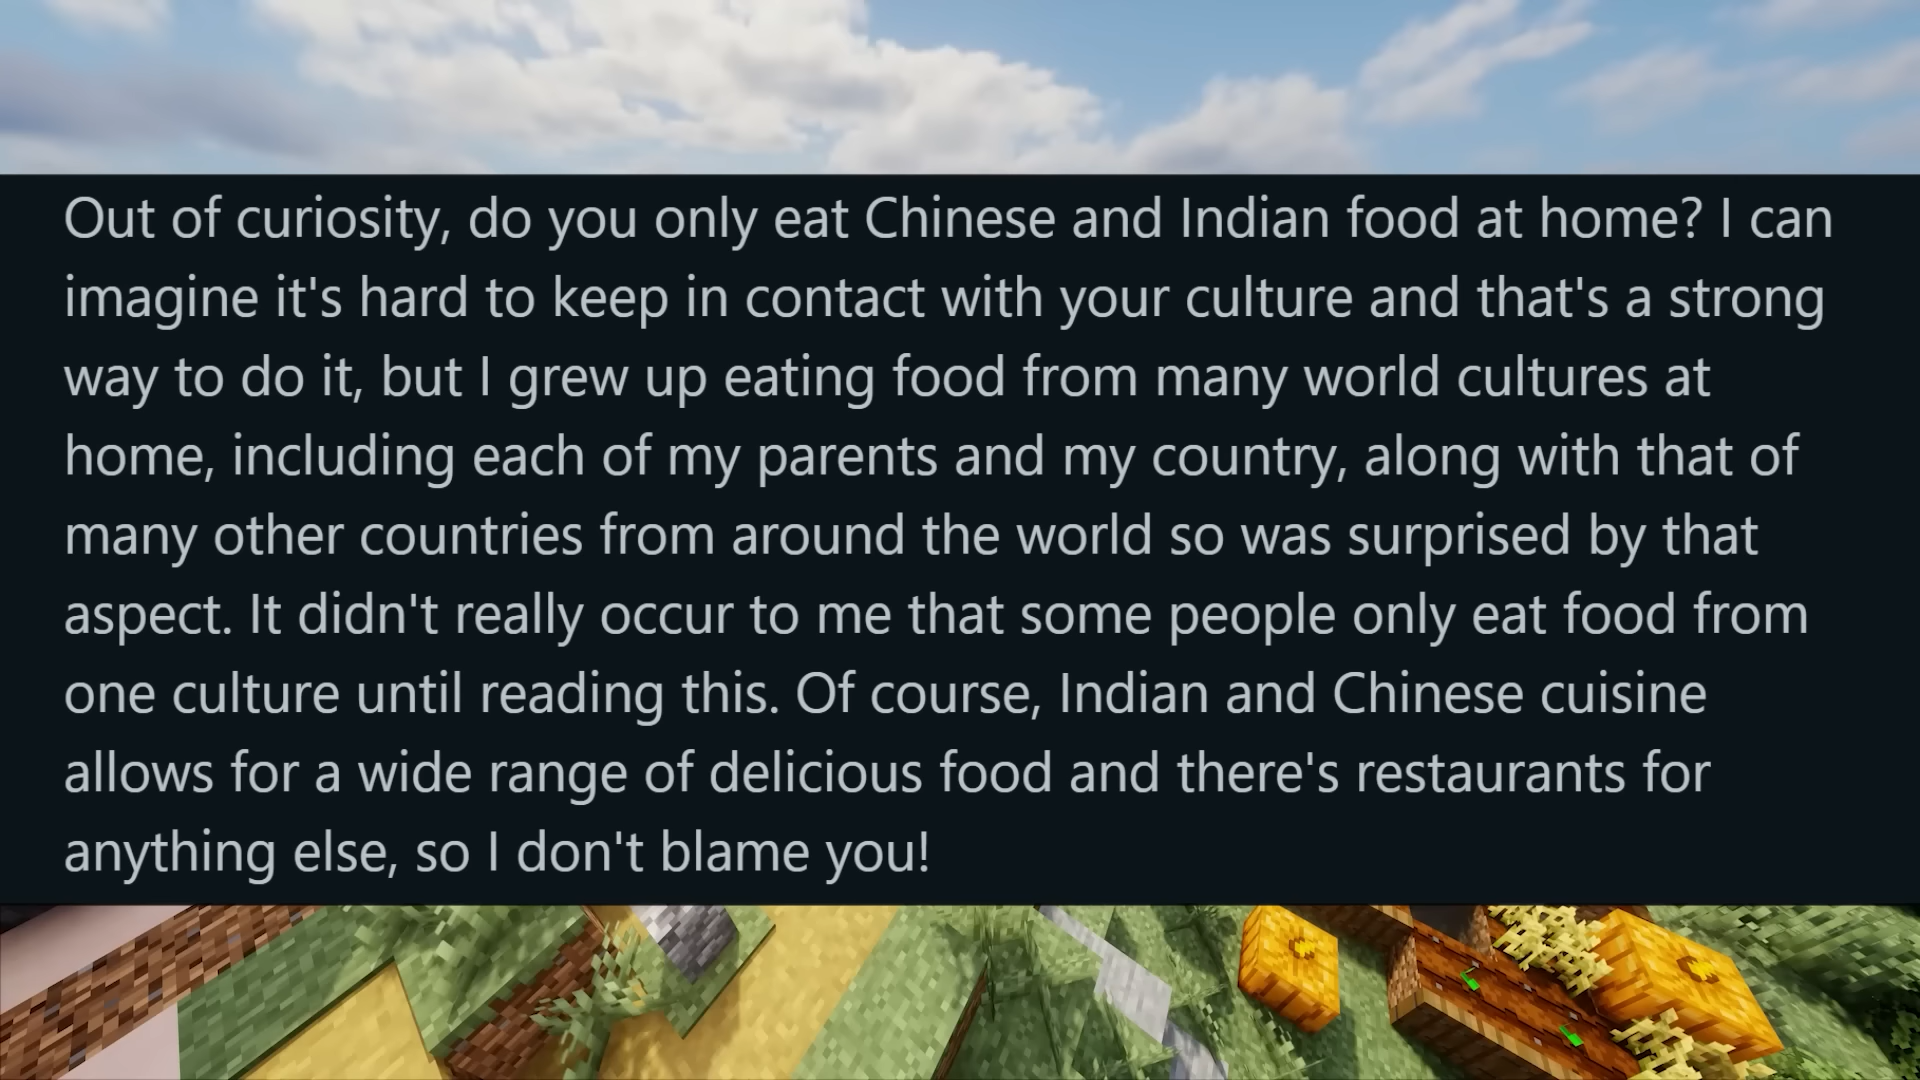 Out of curiosity, do you only eat Chinese and Indian food at home? I can
imagine it's hard to keep in contact with your culture and that's a strong
way to do it, but I grew up eating food from many world cultures at
home, including each of my parents and my country, along with that of
many other countries from around the world so was surprised by that
aspect. It didn't really occur to me that some people only eat food from
one culture until reading this. Of course, Indian and Chinese cuisine
allows for a wide range of delicious food and there's restaurants for
anything else, so I don't blame you!